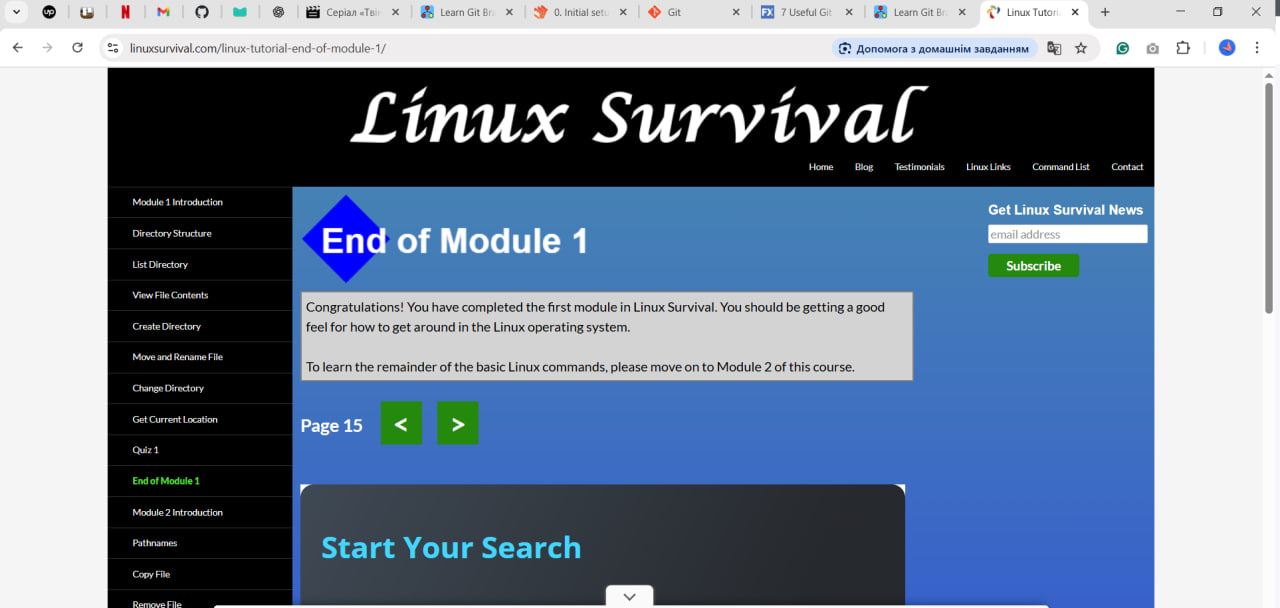 Серіал «Тві
Learn Git Bra
0. Initial setu
Git
7 Useful Git
Learn Git Br
Linux Tutori
linuxsurvival.com/linux-tutorial-end-of-module-1/
Допомога з домашнім завданням
Linux Survival
Home Blog Testimonials Linux Links Command List Contact
Module 1 Introduction
Directory Structure
List Directory
View File Contents
Create Directory
Move and Rename File
Change Directory
Get Current Location
Quiz 1
End of Module 1
Module 2 Introduction
Pathnames
Copy File
Remove File
End of Module 1
Congratulations! You have completed the first module in Linux Survival. You should be getting a good
feel for how to get around in the Linux operating system.
To learn the remainder of the basic Linux commands, please move on to Module 2 of this course.
Page 15 < >
Start Your Search
Get Linux Survival News
email address
Subscribe